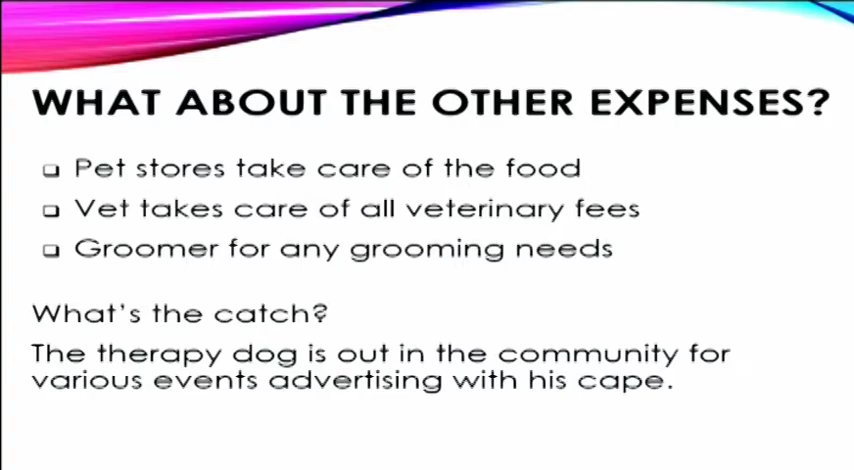 WHAT ABOUT THE OTHER EXPENSES?
Pet stores take care of the food
Vet takes care of all veterinary fees
Groomer for any grooming needs
What's the catch?
The therapy dog is out in the community for
various events advertising with his cape.